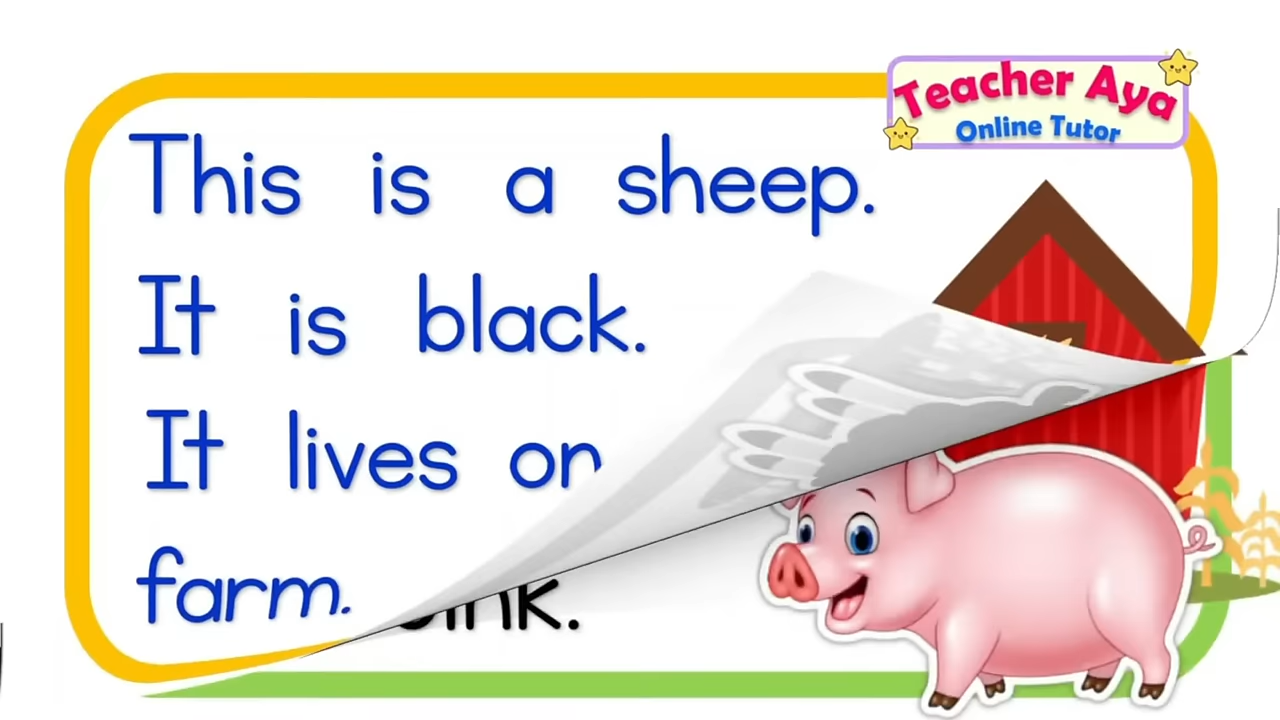 Teacher Aya
Online Tutor
This is a sheep.
It is black.
It lives on
farm.